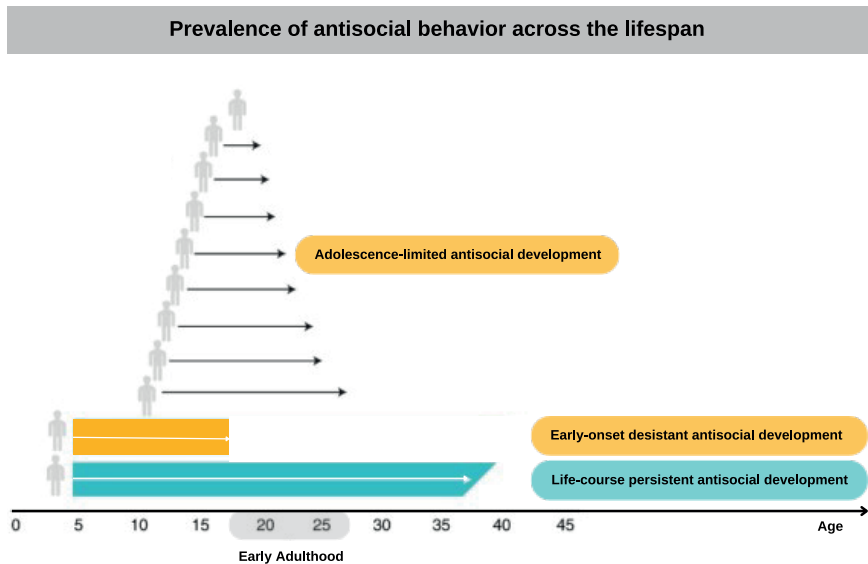 Prevalence of antisocial behavior across the lifespan
Adolescence-limited antisocial development
Early-onset desistant antisocial development
Life-course persistent antisocial development
0 5 10 15 20 25 30 35 40 45 Age
Early Adulthood